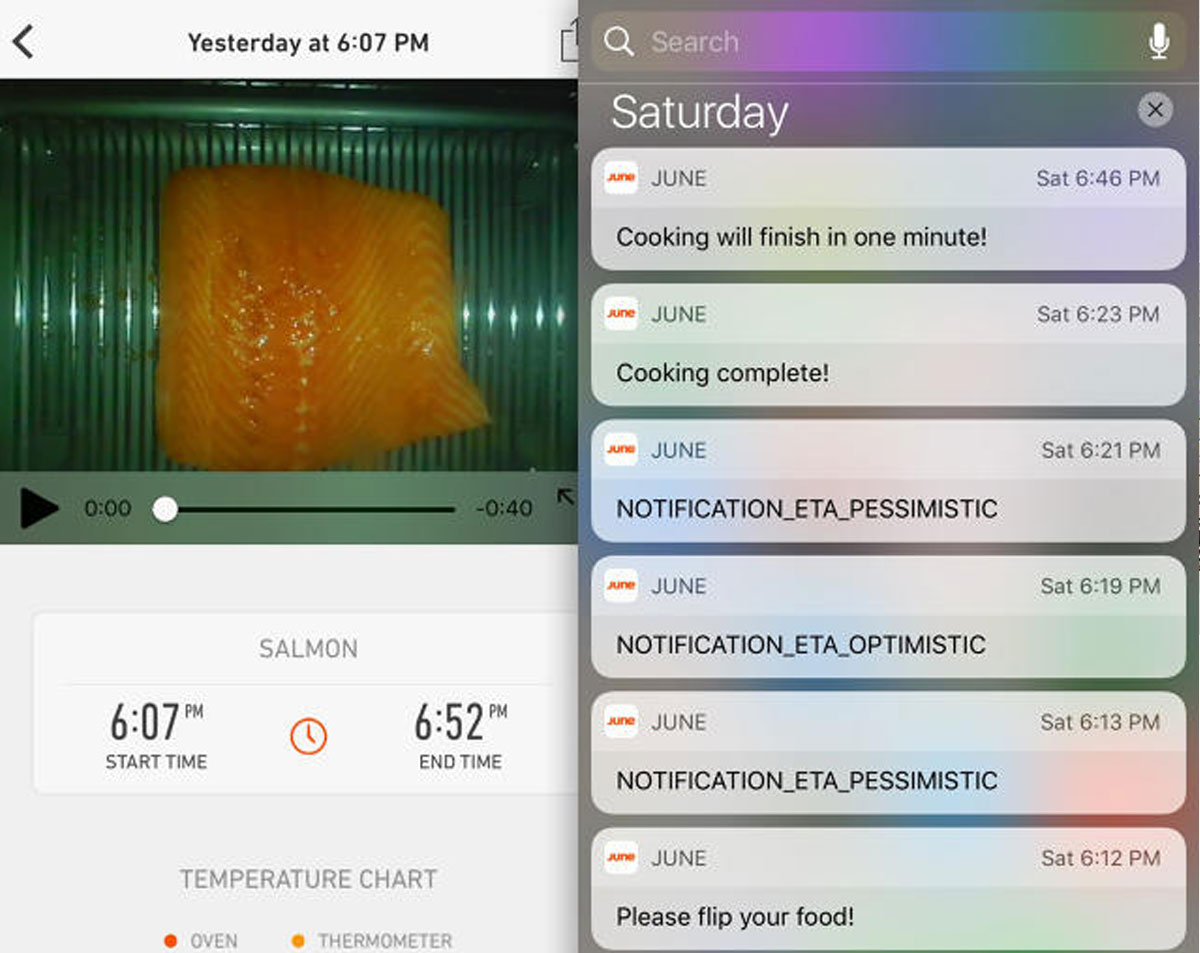 Yesterday at 6:07 PM
0:00
-0:40
SALMON
6:07 PM
6:52 PM
START TIME
END TIME
TEMPERATURE CHART
OVEN
THERMOMETER
Search
Saturday
June JUNE Sat 6:46 PM
Cooking will finish in one minute!
June JUNE Sat 6:23 PM
Cooking complete!
June JUNE Sat 6:21 PM
NOTIFICATION_ETA_PESSIMISTIC
June JUNE Sat 6:19 PM
NOTIFICATION_ETA_OPTIMISTIC
June JUNE Sat 6:13 PM
NOTIFICATION_ETA_PESSIMISTIC
June JUNE Sat 6:12 PM
Please flip your food!